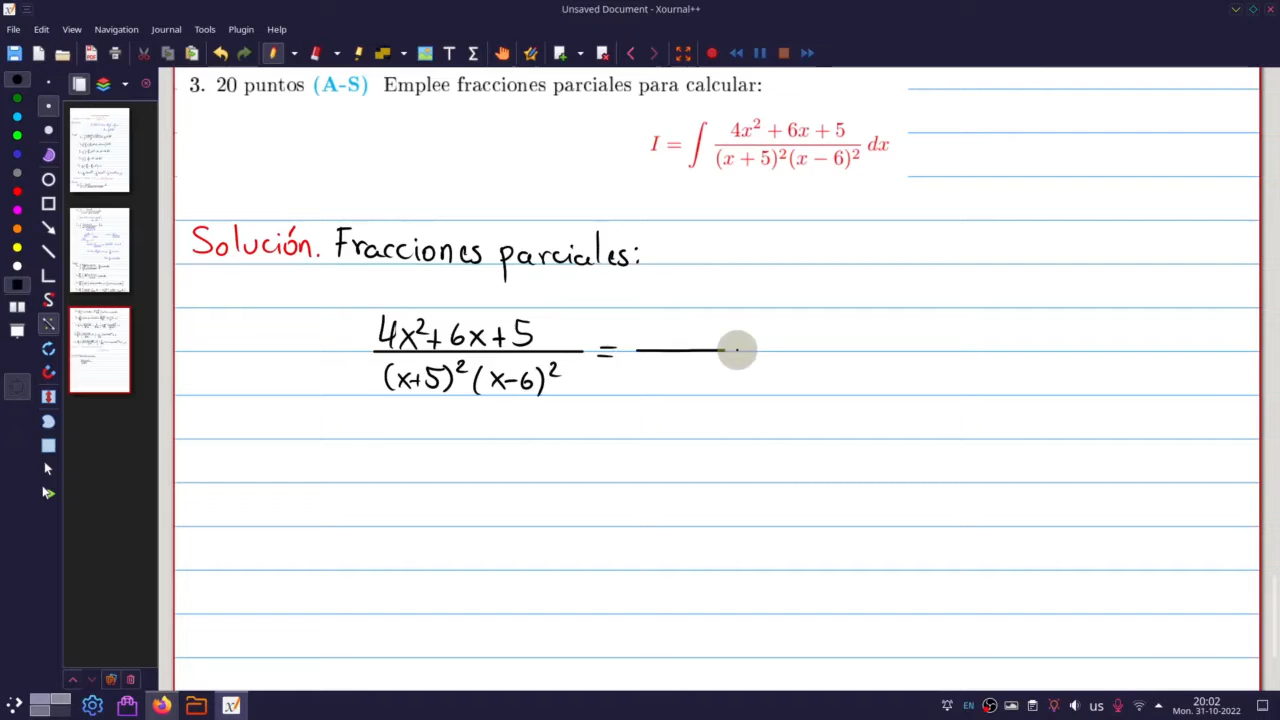 Unsaved Document - Xournal++
File Edit View Navigation Journal Tools Plugin Help
3. 20 puntos (A-S) Emplee fracciones parciales para calcular:
I = ∫ (4x² + 6x + 5)/((x + 5)²(x − 6)²) dx
Solución. Fracciones parciales:
4x²+6x+5
=
(x+5)²(x-6)²
EN
us
20:02
Mon. 31-10-2022